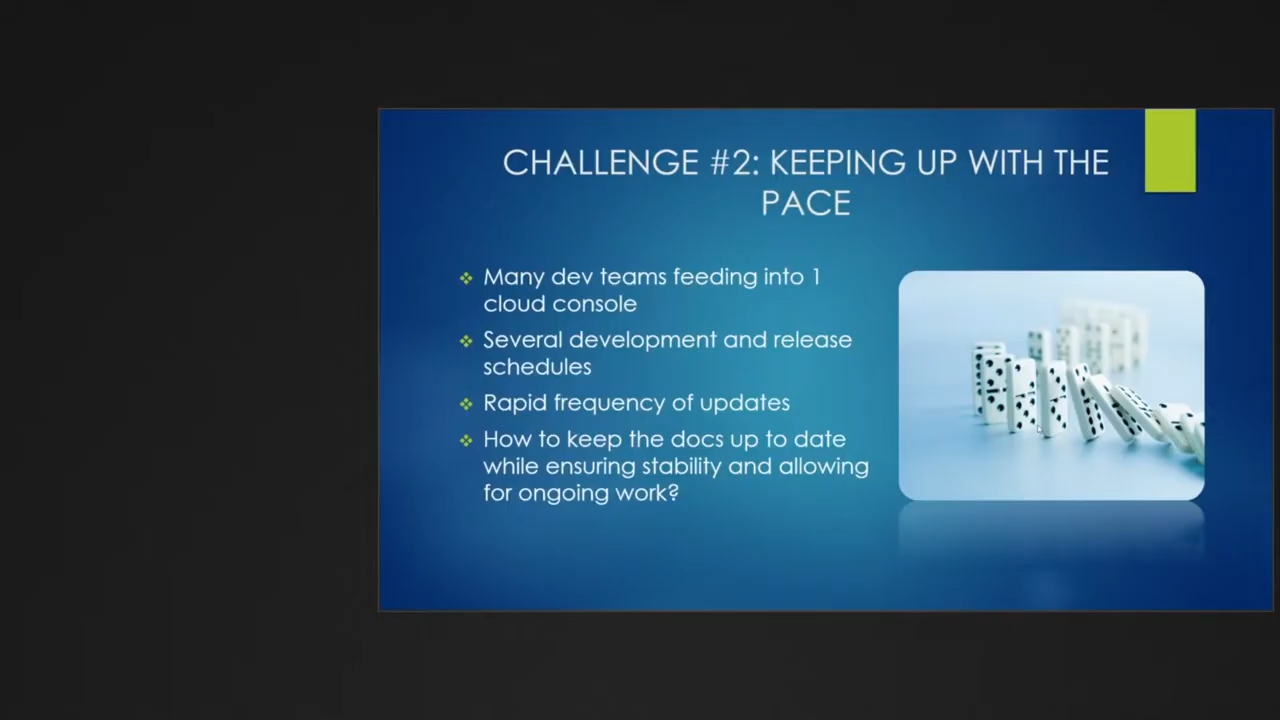 CHALLENGE #2: KEEPING UP WITH THE
PACE
Many dev teams feeding into 1
cloud console
Several development and release
schedules
Rapid frequency of updates
How to keep the docs up to date
while ensuring stability and allowing
for ongoing work?